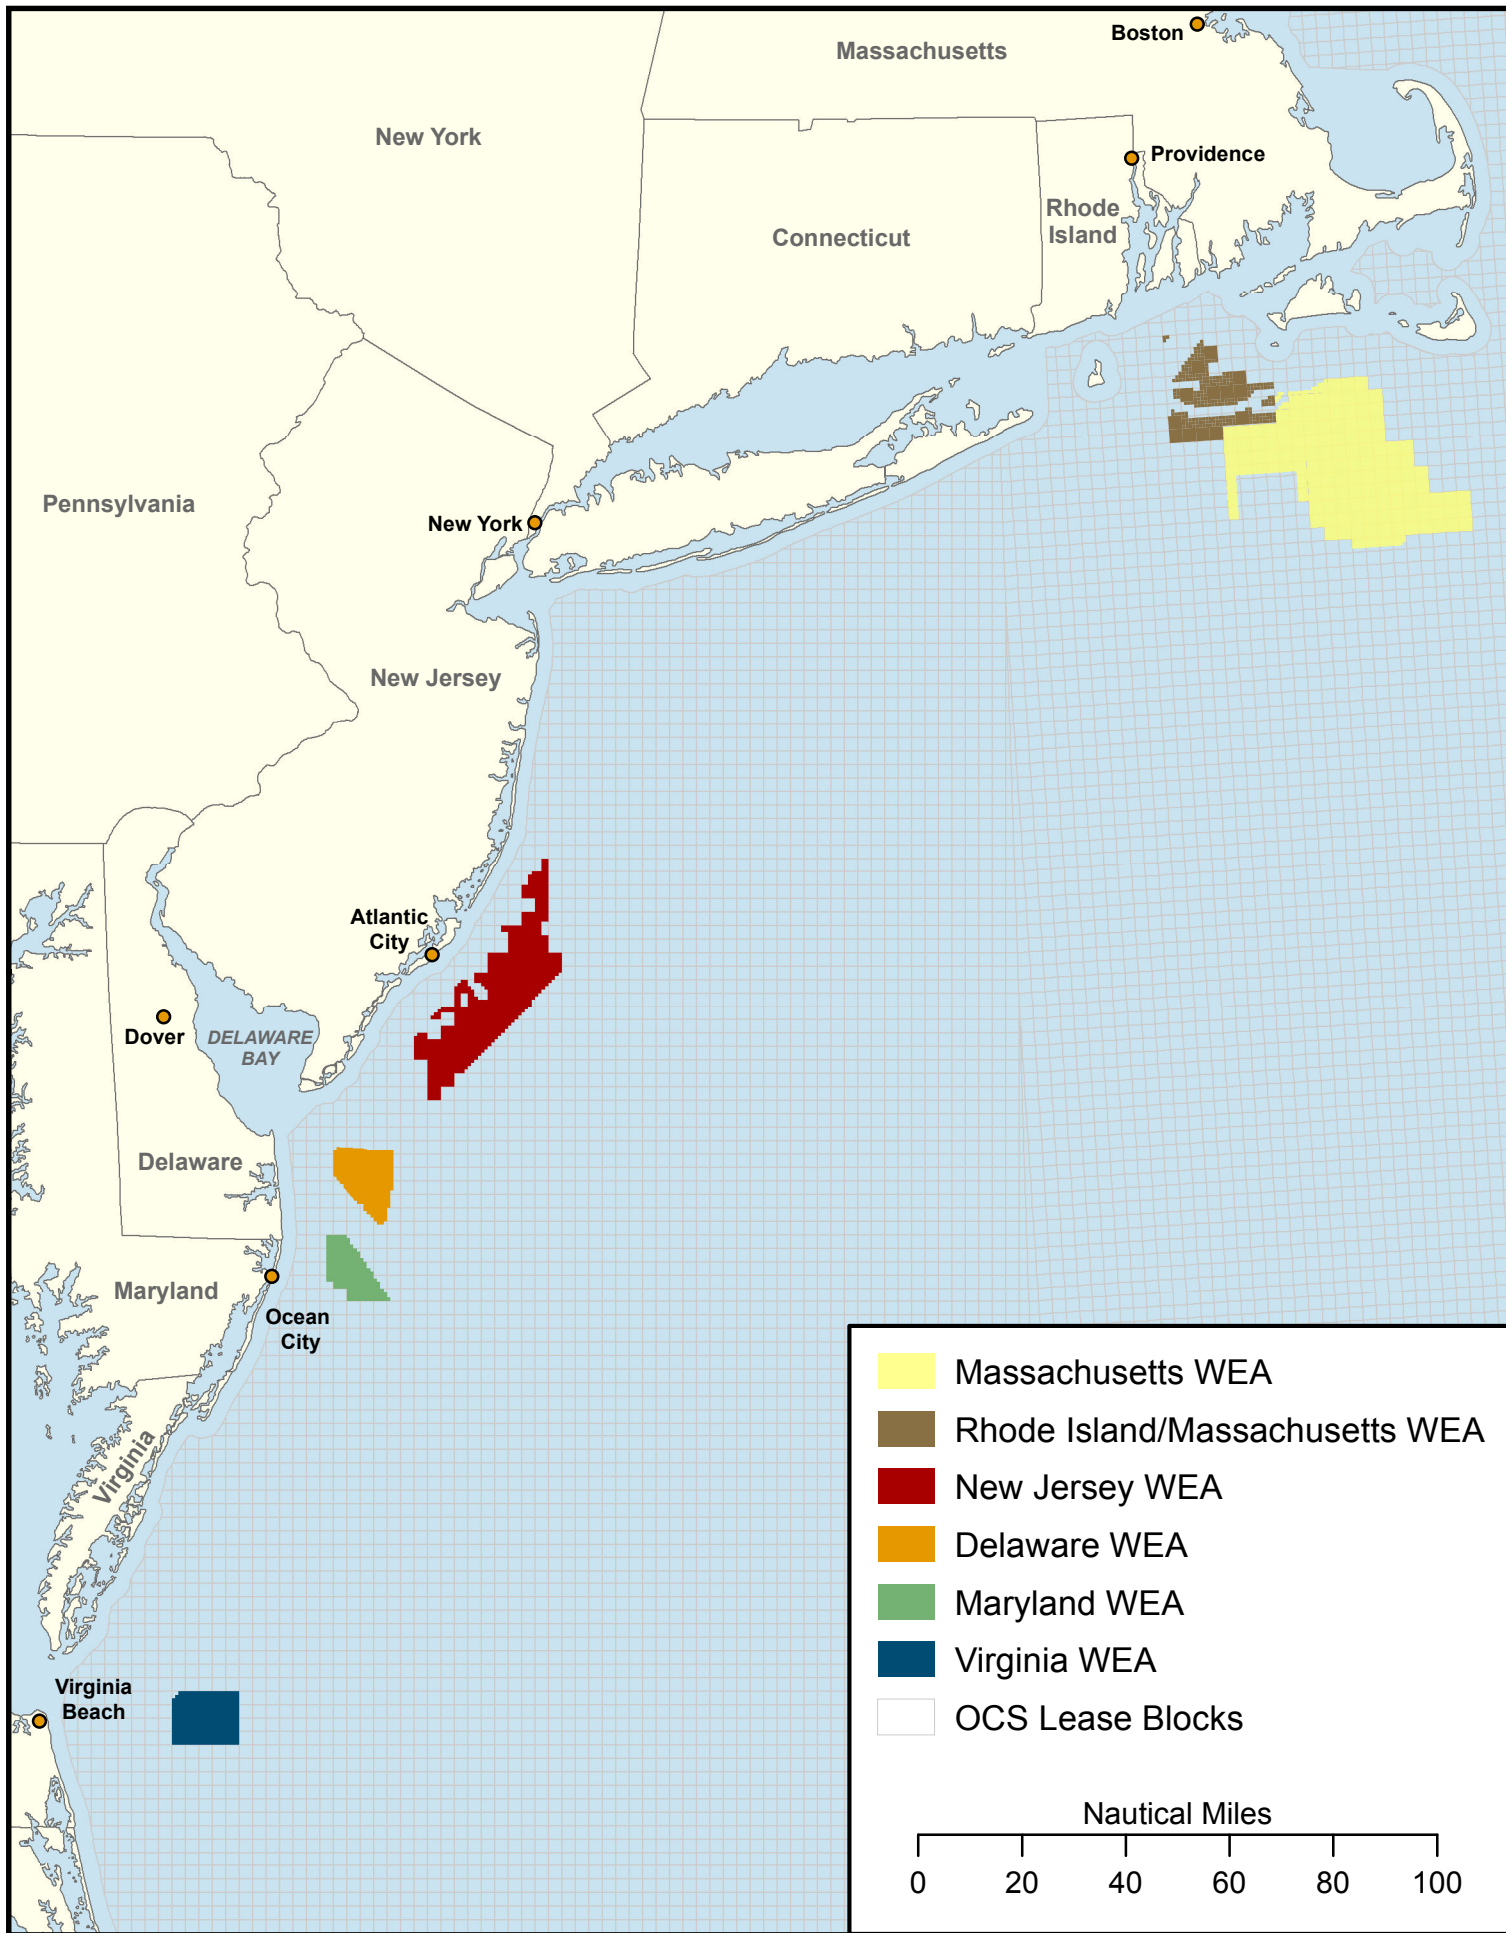 Boston
Massachusetts
New York
Providence
Rhode
Island
Connecticut
Pennsylvania
New York
New Jersey
Atlantic
City
Dover
DELAWARE
BAY
Delaware
Maryland
Ocean
City
Virginia
Virginia
Beach
Massachusetts WEA
Rhode Island/Massachusetts WEA
New Jersey WEA
Delaware WEA
Maryland WEA
Virginia WEA
OCS Lease Blocks
Nautical Miles
0 20 40 60 80 100